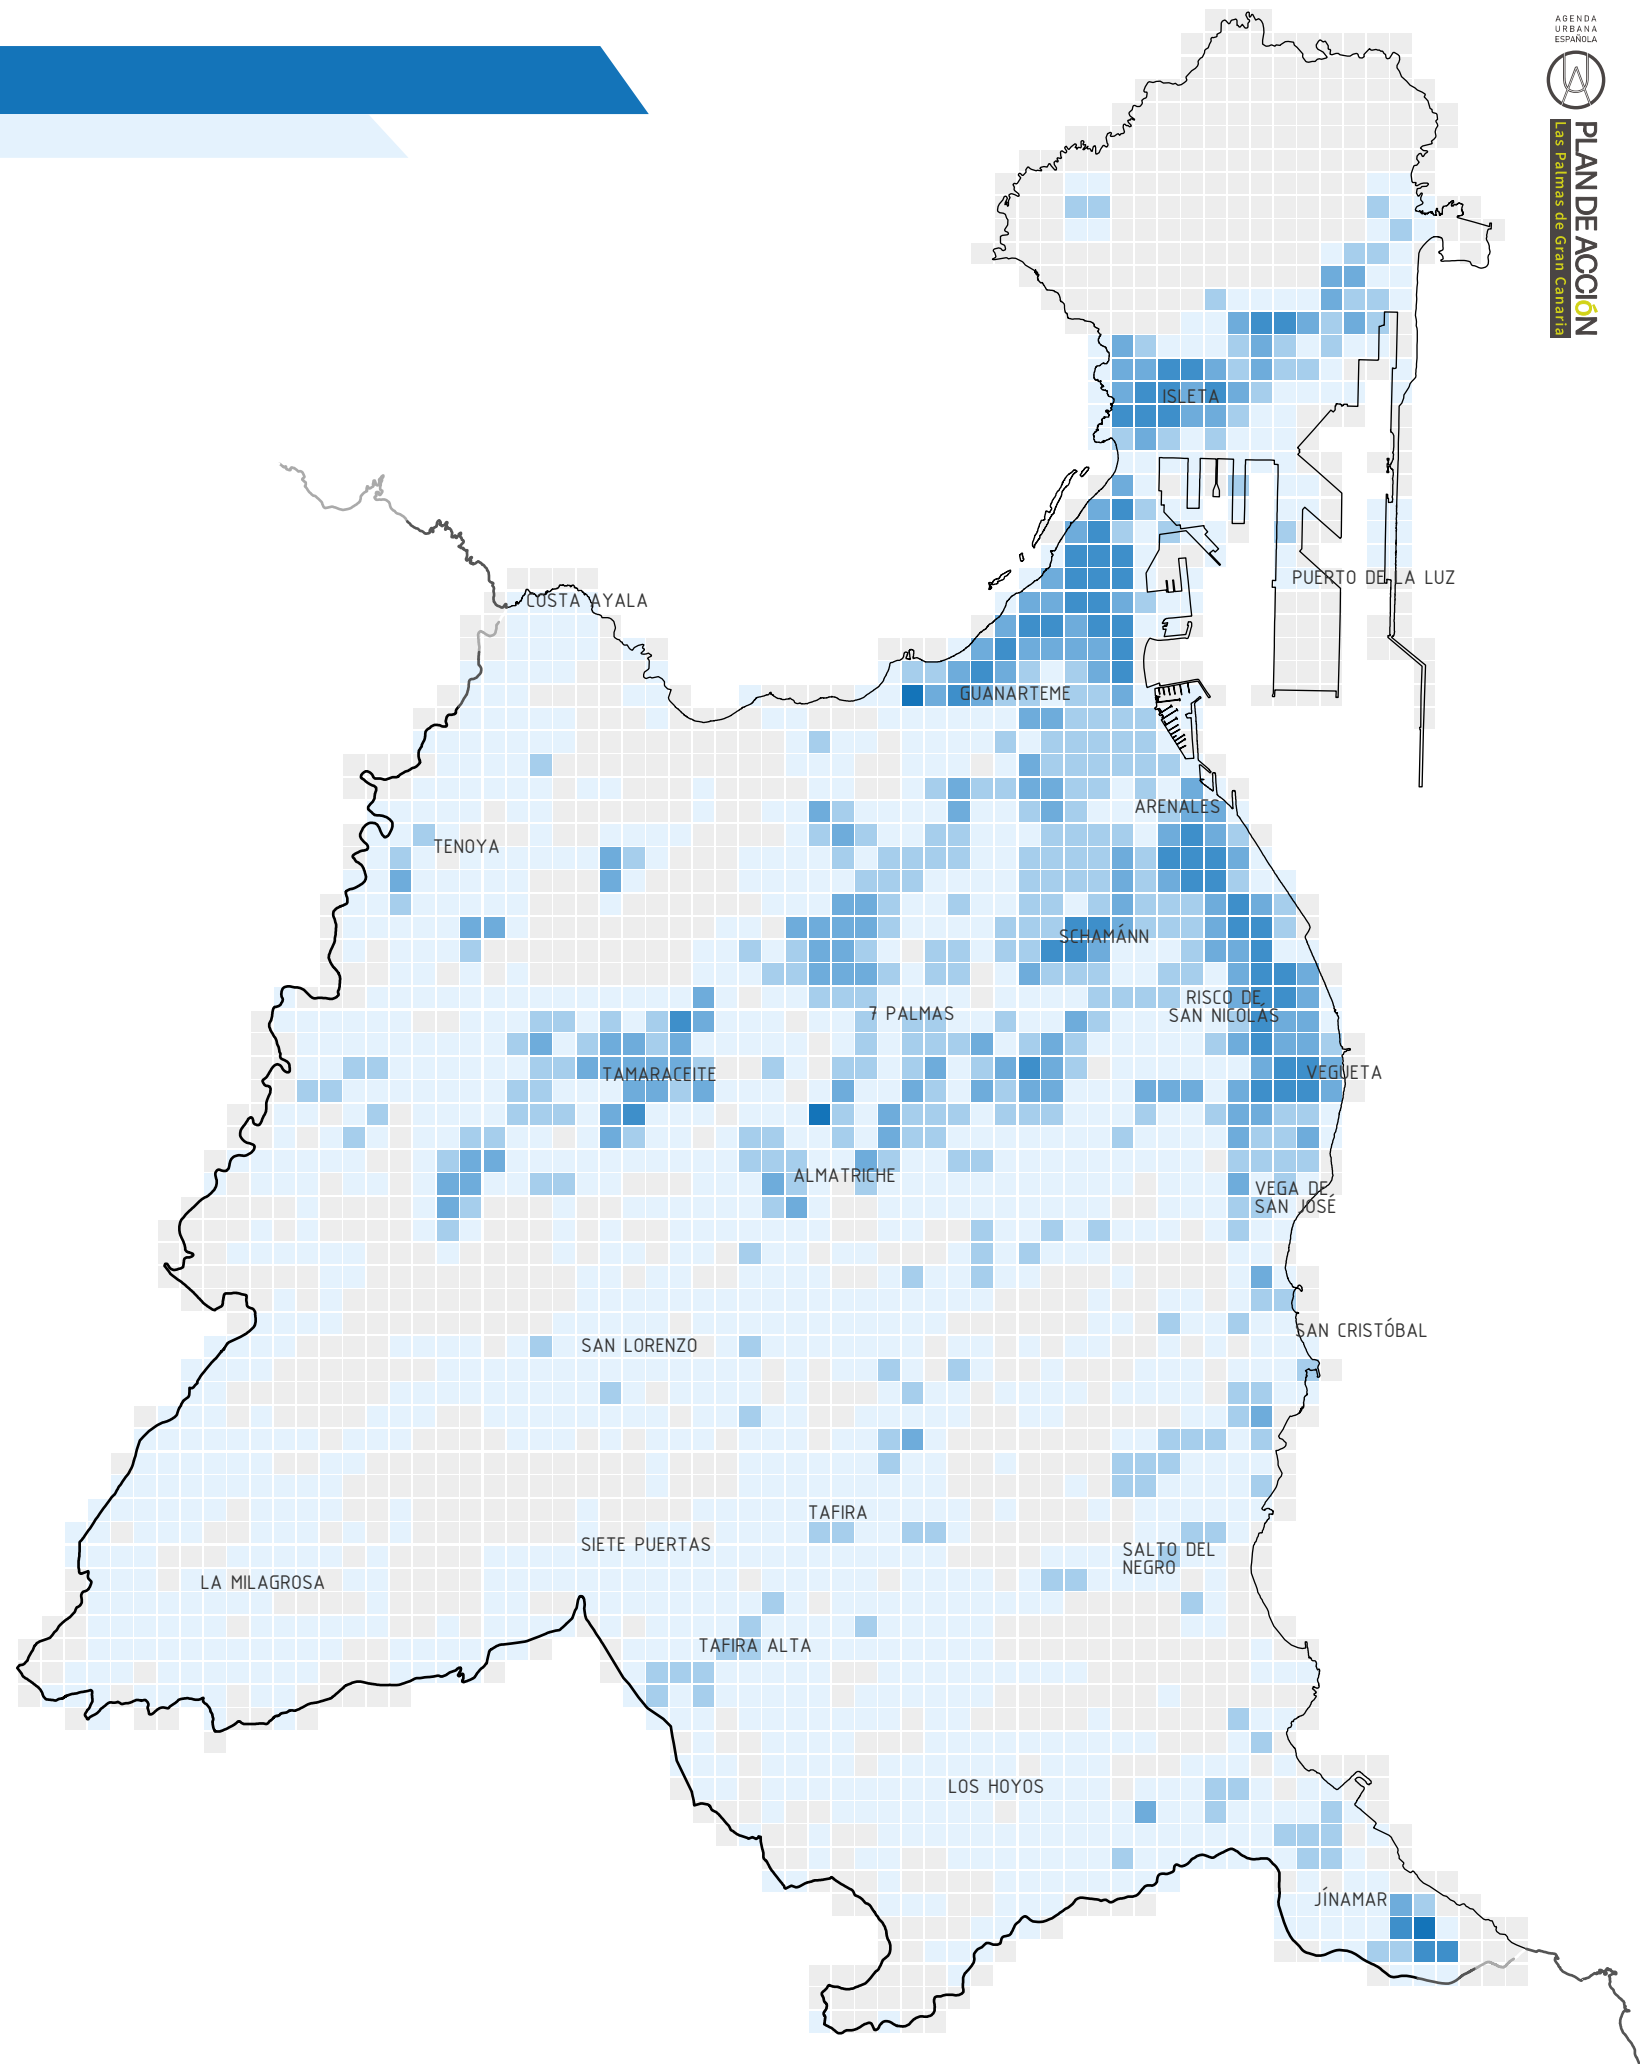 AGENDA
URBANA
ESPAÑOLA
PLAN DE ACCIÓN
Las Palmas de Gran Canaria
ISLETA
PUERTO DE LA LUZ
COSTA AYALA
GUANARTEME
ARENALES
TENOYA
SCHAMÁNN
RISCO DE
SAN NICOLÁS
7 PALMAS
TAMARACEITE
VEGUETA
ALMATRICHE
VEGA DE
SAN JOSÉ
SAN CRISTÓBAL
SAN LORENZO
TAFIRA
SIETE PUERTAS
SALTO DEL
NEGRO
LA MILAGROSA
TAFIRA ALTA
LOS HOYOS
JÍNAMAR